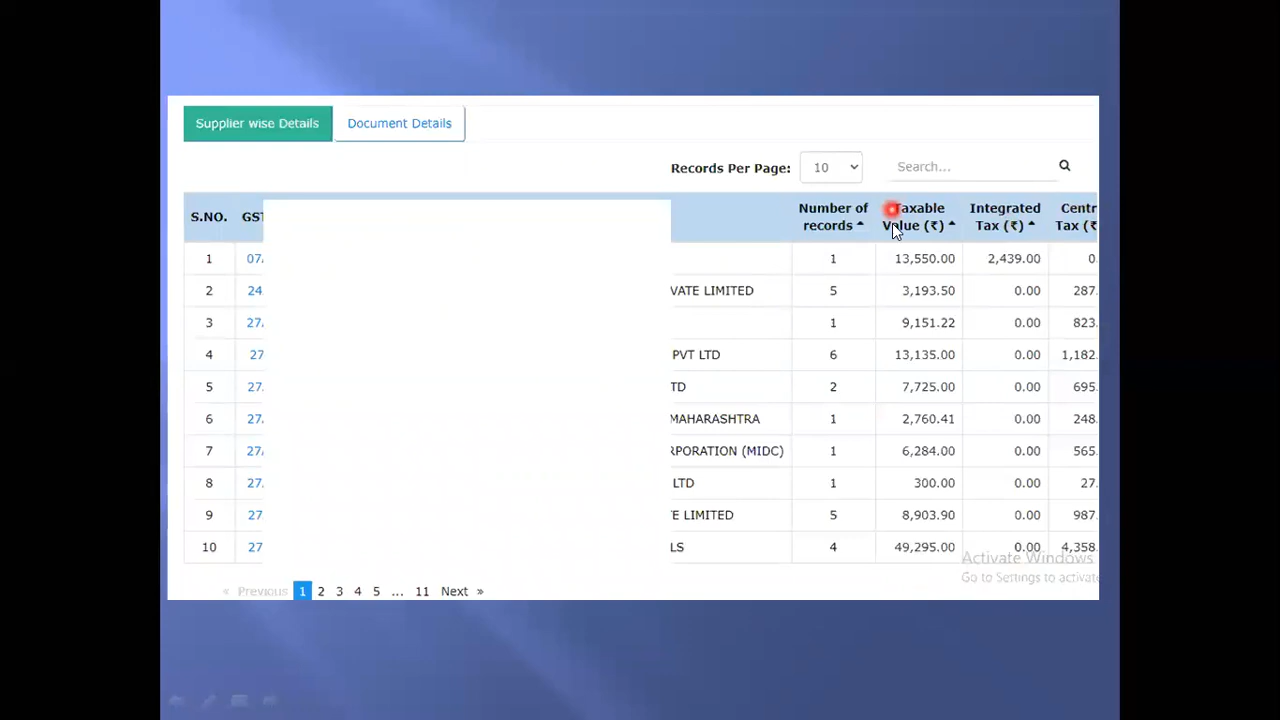 Supplier wise Details Document Details
Records Per Page: 10 Search...
S.NO. GST Number of records Taxable Value (₹) Integrated Tax (₹) Centr Tax (₹
1 07 1 13,550.00 2,439.00 0.
2 24 VATE LIMITED 5 3,193.50 0.00 287.
3 27 1 9,151.22 0.00 823.
4 27 PVT LTD 6 13,135.00 0.00 1,182.
5 27 TD 2 7,725.00 0.00 695.
6 27 MAHARASHTRA 1 2,760.41 0.00 248.
7 27 RPORATION (MIDC) 1 6,284.00 0.00 565.
8 27 LTD 1 300.00 0.00 27.
9 27 TE LIMITED 5 8,903.90 0.00 987.
10 27 LS 4 49,295.00 0.00 4,358.
Activate Windows
Go to Settings to activate
« Previous 1 2 3 4 5 ... 11 Next »